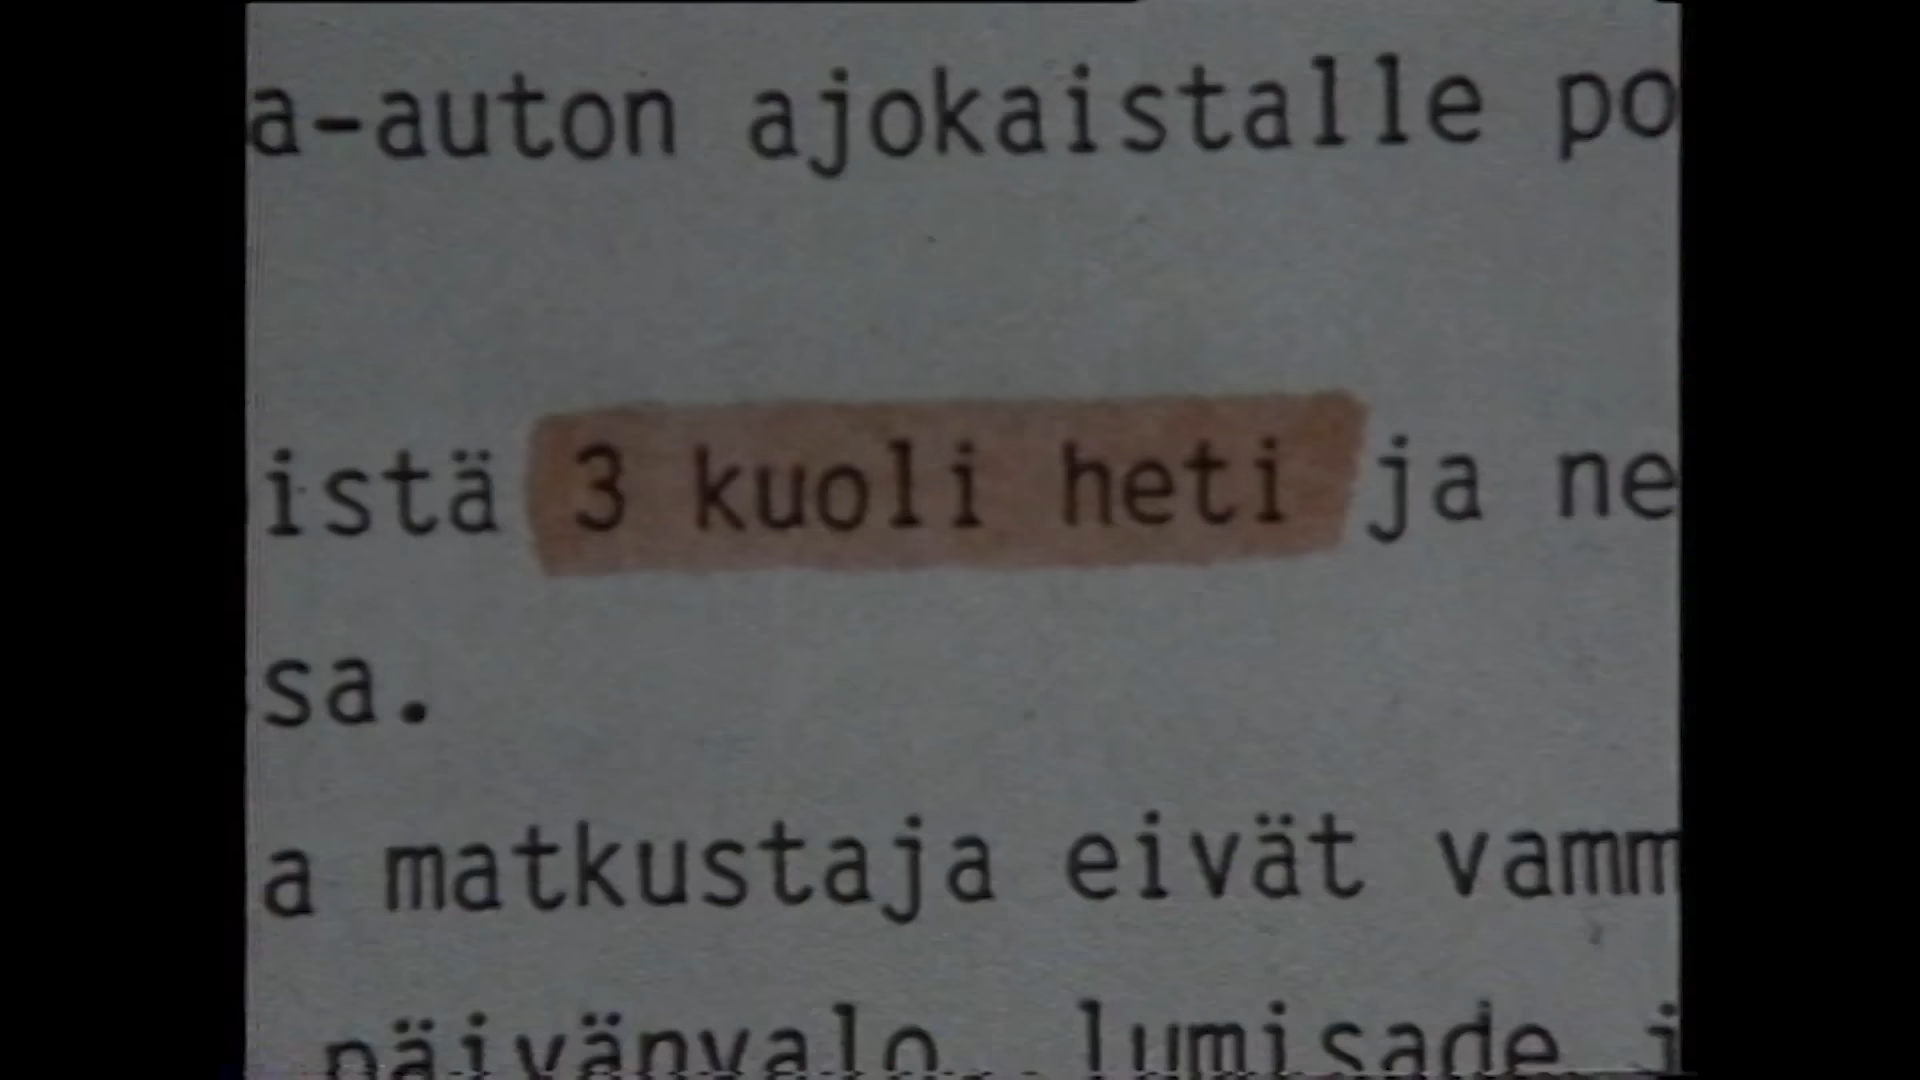 a-auton ajokaistalle po
istä 3 kuoli heti ja ne
sa.
a matkustaja eivät vamm
päivänvalo, lumisade j